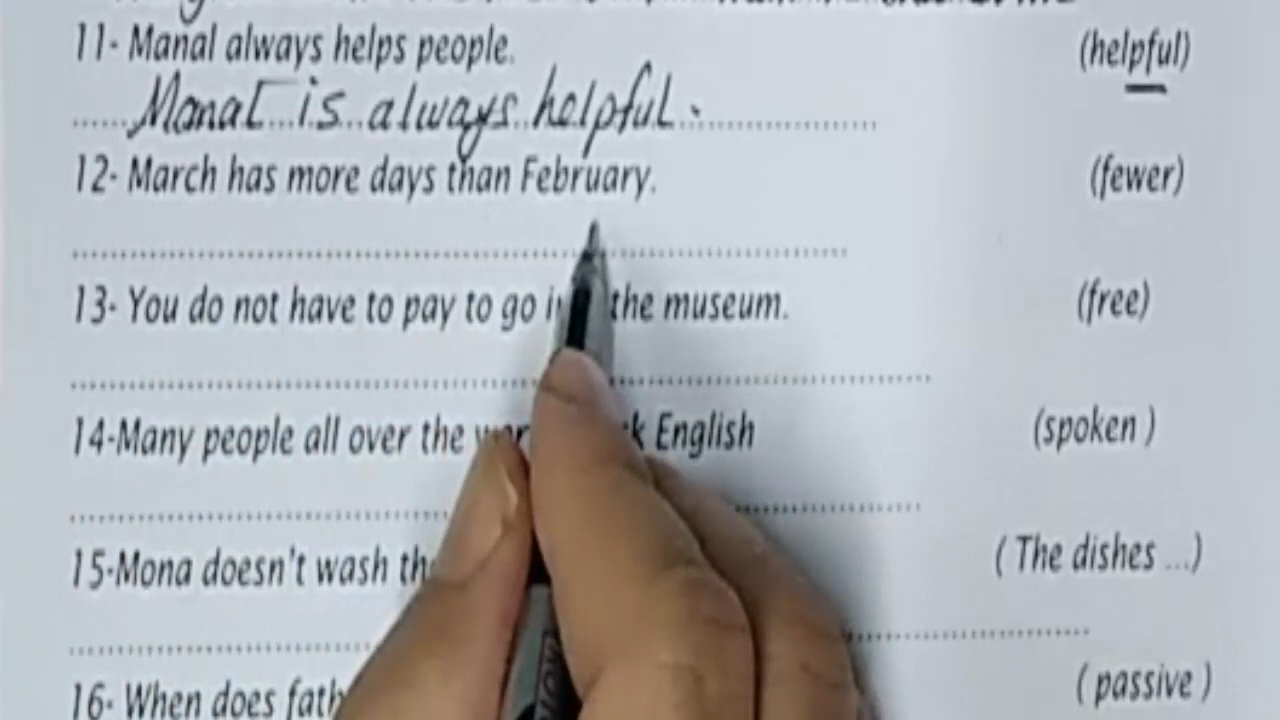 11- Manal always helps people. (helpful)
Manal is always helpful.
12- March has more days than February. (fewer)
13- You do not have to pay to go the museum. (free)
14-Many people all over the English (spoken )
15-Mona doesn't wash ( The dishes ...)
16- When does ( passive )